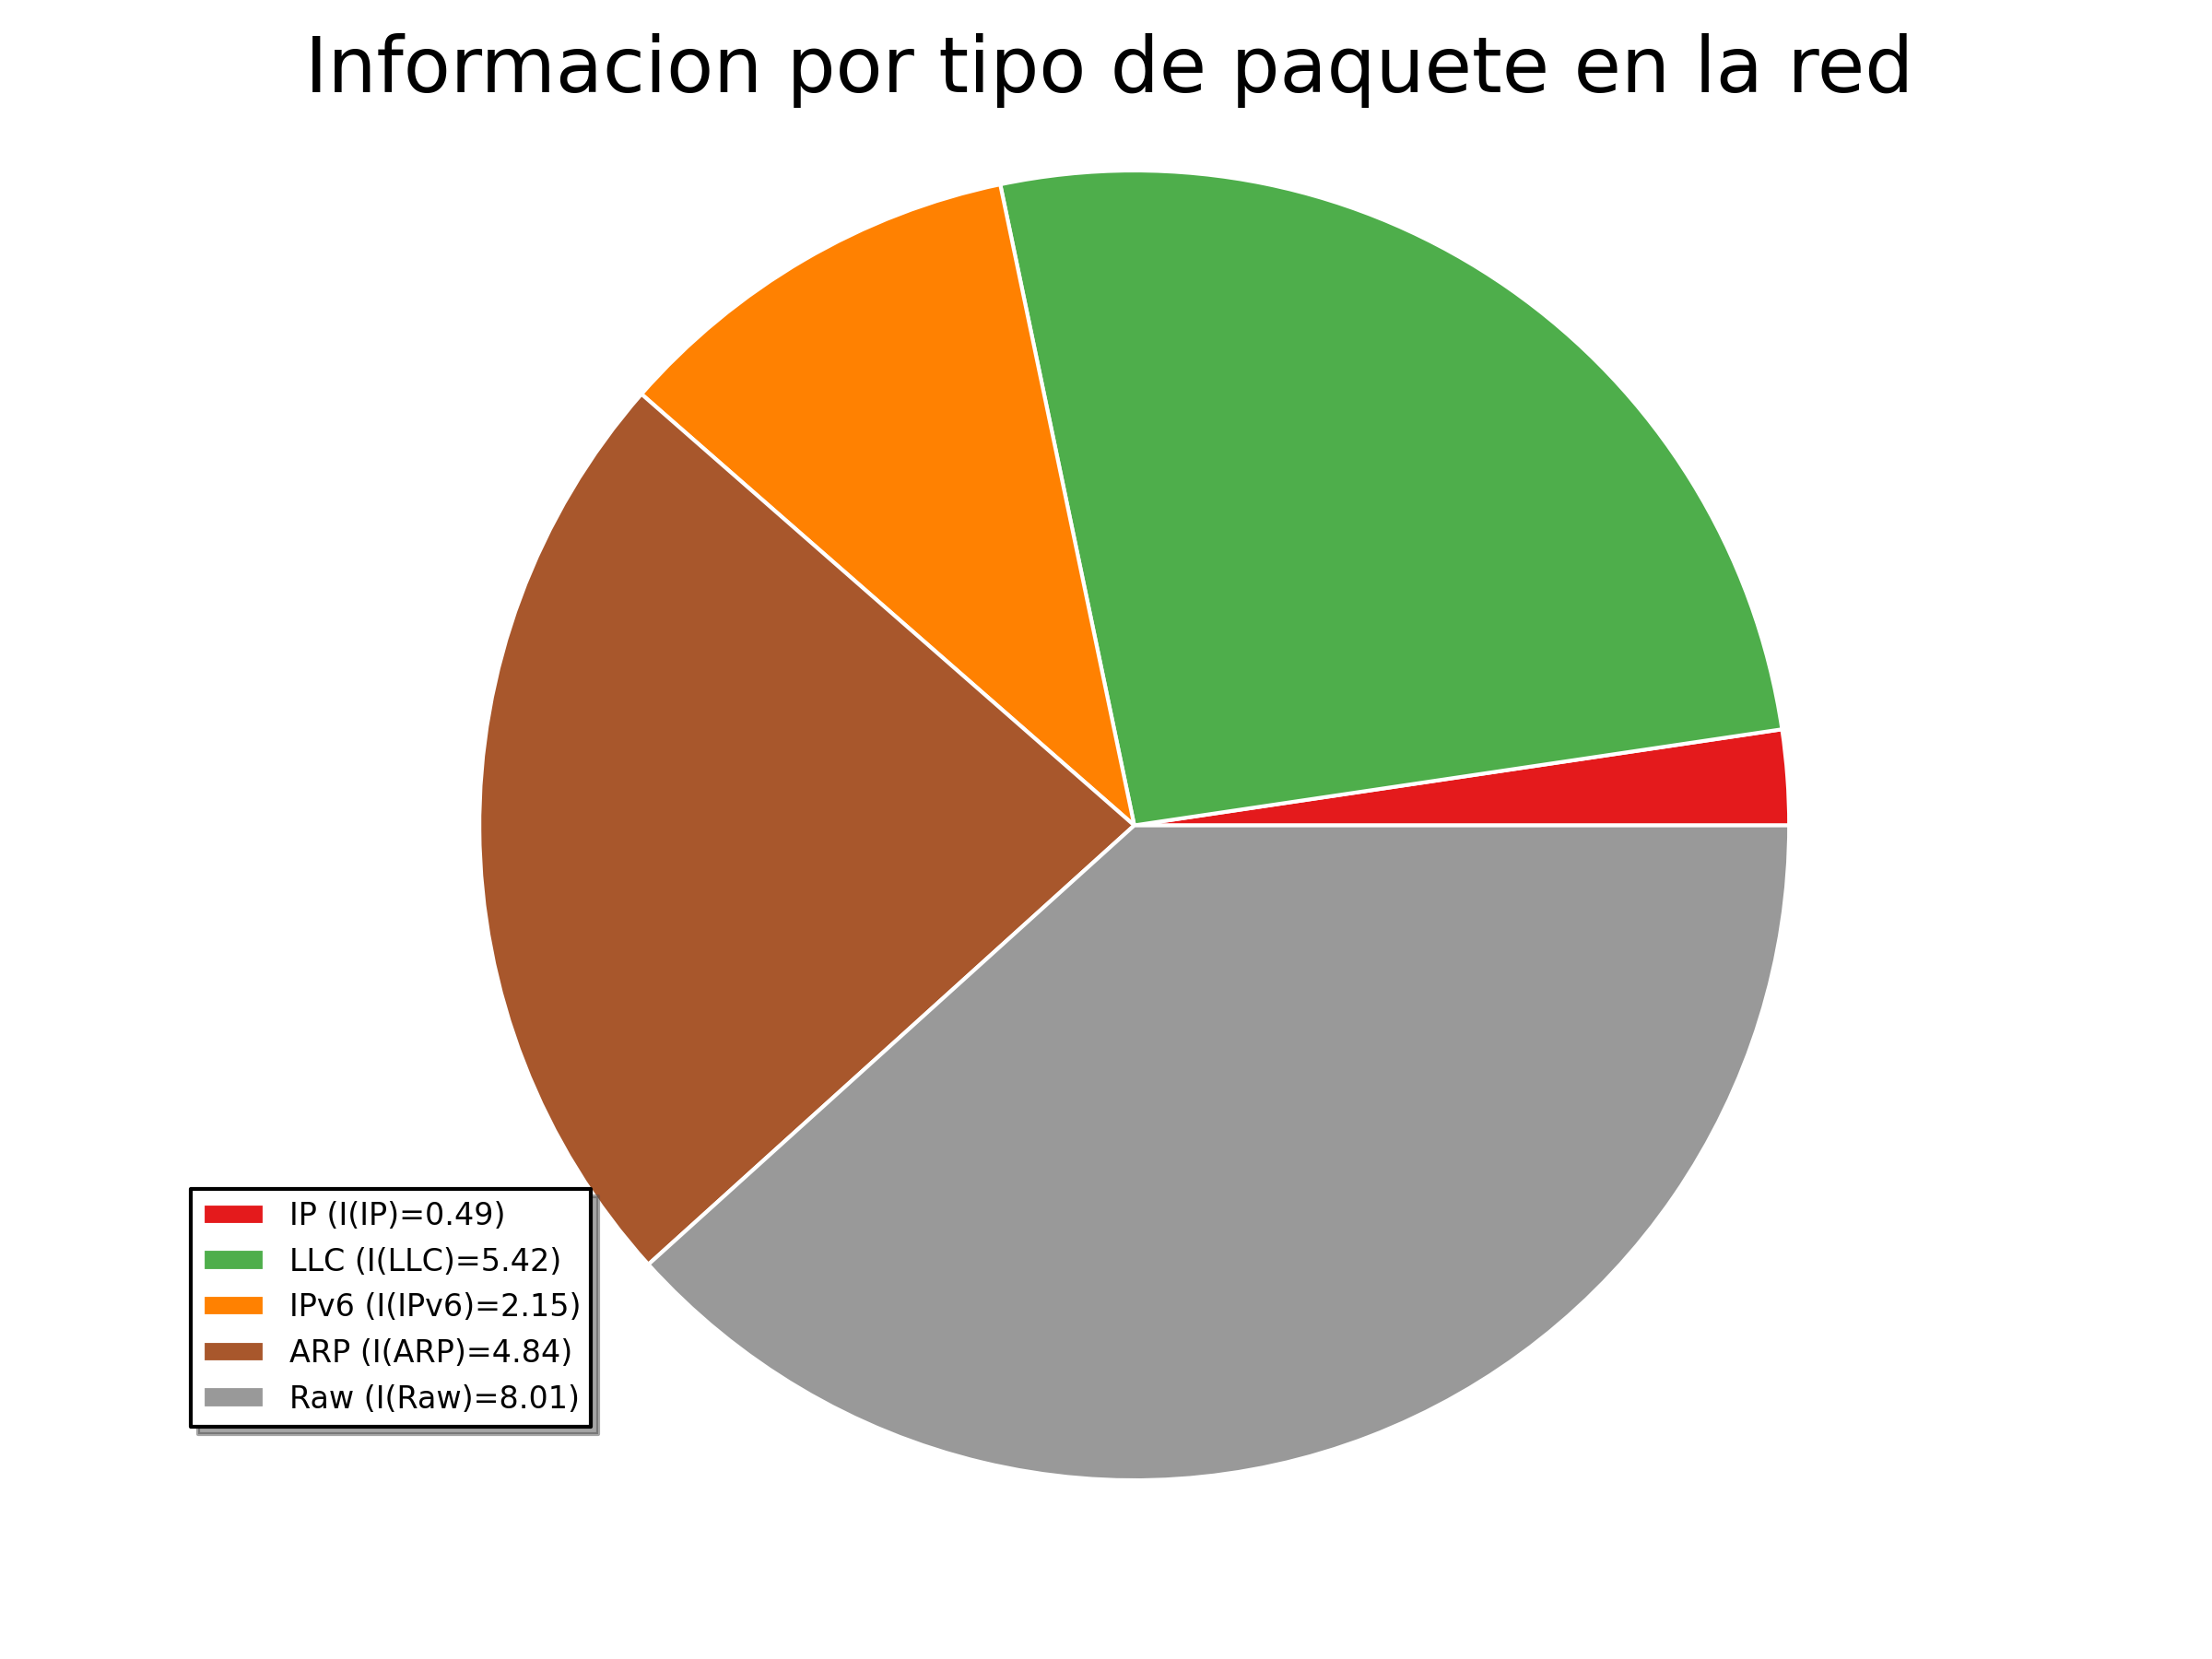 Informacion por tipo de paquete en la red
IP (I(IP)=0.49)
LLC (I(LLC)=5.42)
IPv6 (I(IPv6)=2.15)
ARP (I(ARP)=4.84)
Raw (I(Raw)=8.01)